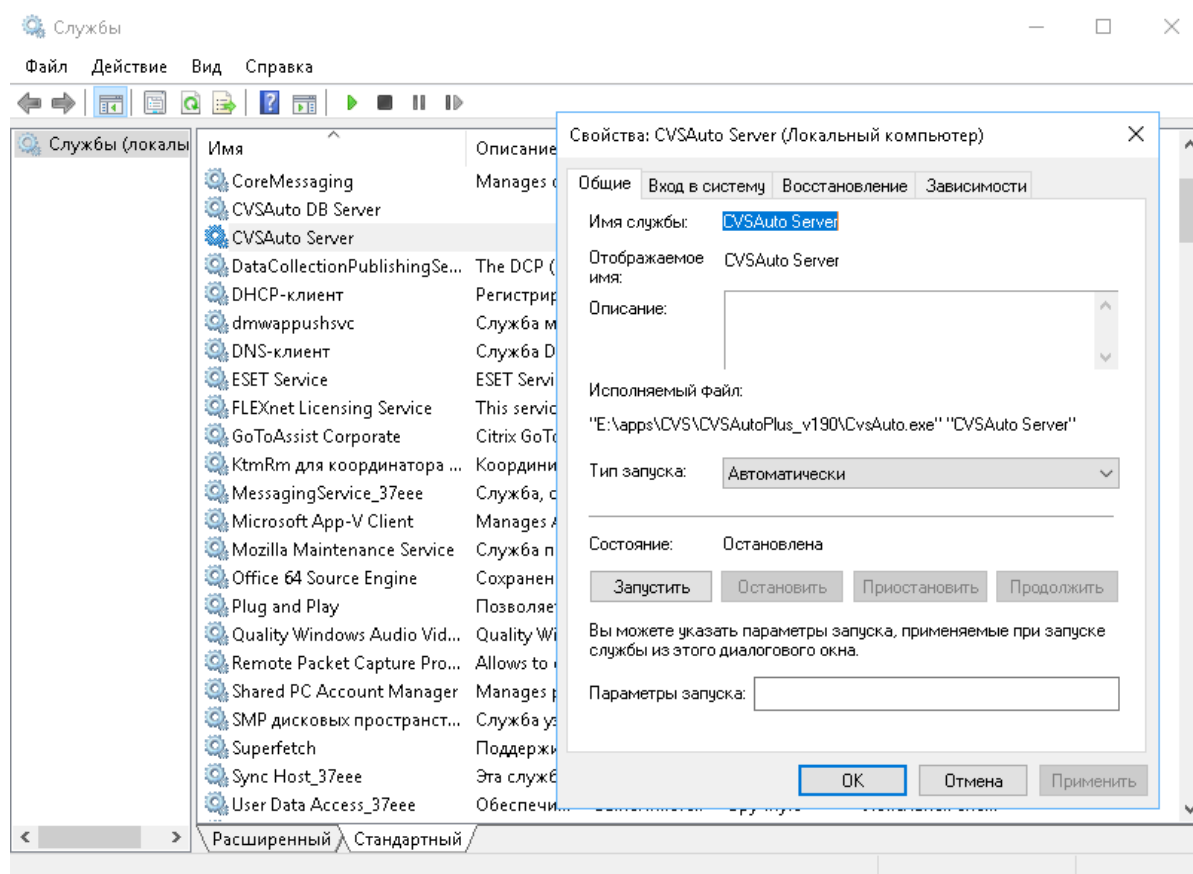 Службы
Файл Действие Вид Справка
Службы (локалы
Имя Описание
CoreMessaging Manages
CVSAuto DB Server
CVSAuto Server
DataCollectionPublishingSe... The DCP (
DHCP-клиент Регистрир
dmwappushsvc Служба м
DNS-клиент Служба D
ESET Service ESET Servi
FLEXnet Licensing Service This servic
GoToAssist Corporate Citrix GoTo
KtmRm для координатора ... Координи
MessagingService_37eee Служба, с
Microsoft App-V Client Manages A
Mozilla Maintenance Service Служба п
Office 64 Source Engine Сохранен
Plug and Play Позволяе
Quality Windows Audio Vid... Quality Wi
Remote Packet Capture Pro... Allows to
Shared PC Account Manager Manages p
SMP дисковых пространст... Служба уз
Superfetch Поддержи
Sync Host_37eee Эта служб
User Data Access_37eee Обеспечи...
Расширенный Стандартный
Свойства: CVSAuto Server (Локальный компьютер)
Общие Вход в систему Восстановление Зависимости
Имя службы: CVSAuto Server
Отображаемое CVSAuto Server
имя:
Описание:
Исполняемый файл:
"E:\apps\CVS\CVSAutoPlus_v190\CvsAuto.exe" "CVSAuto Server"
Тип запуска: Автоматически
Состояние: Остановлена
Запустить Остановить Приостановить Продолжить
Вы можете указать параметры запуска, применяемые при запуске
службы из этого диалогового окна.
Параметры запуска:
OK Отмена Применить